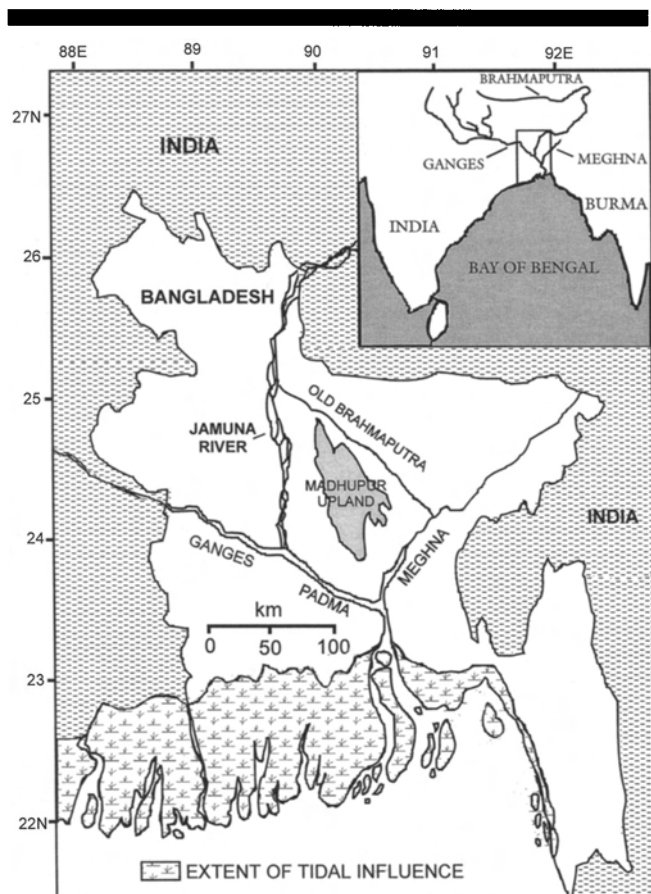 88E 89 90 91 92E
27N
26
25
24
23
22N
INDIA
BRAHMAPUTRA
GANGES
MEGHNA
BURMA
INDIA
BAY OF BENGAL
BANGLADESH
OLD BRAHMAPUTRA
JAMUNA
RIVER
MADHUPUR
UPLAND
INDIA
GANGES
PADMA
MEGHNA
km
0 50 100
EXTENT OF TIDAL INFLUENCE